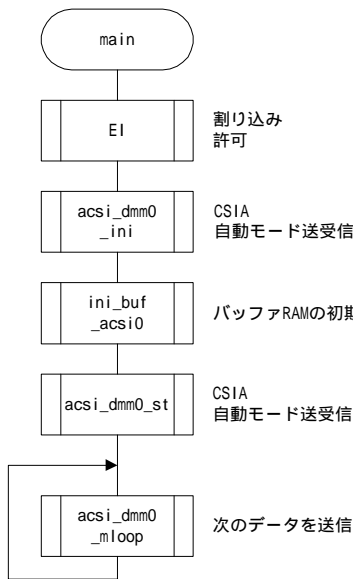 main
EI
割り込み
許可
acsi_dmm0
_ini
CSIA
自動モード送受信
ini_buf
_acsi0
バッファRAMの初期
acsi_dmm0_st
CSIA
自動モード送受信
acsi_dmm0
_mloop
次のデータを送信